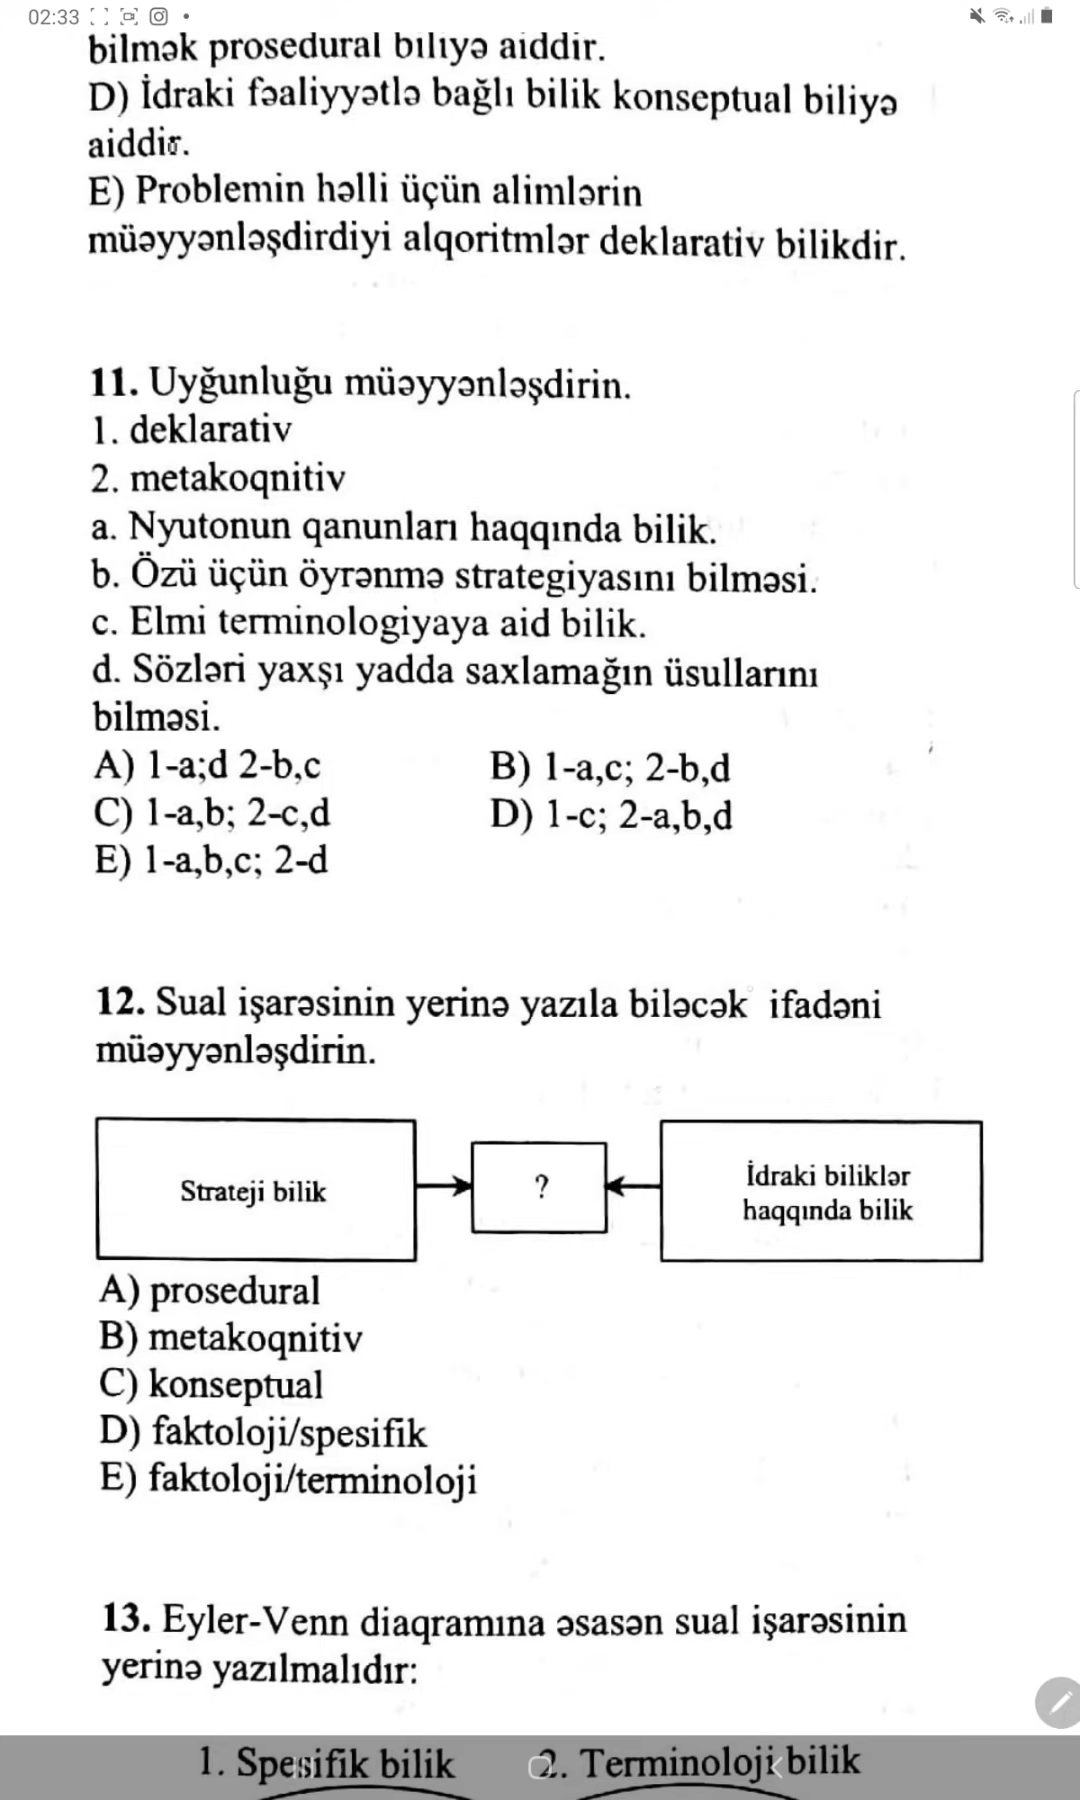 02:33
bilmək prosedural biliyə aiddir.
D) İdraki fəaliyyətlə bağlı bilik konseptual biliyə
aiddir.
E) Problemin həlli üçün alimlərin
müəyyənləşdirdiyi alqoritmlər deklarativ bilikdir.
11. Uyğunluğu müəyyənləşdirin.
1. deklarativ
2. metakoqnitiv
a. Nyutonun qanunları haqqında bilik.
b. Özü üçün öyrənmə strategiyasını bilməsi.
c. Elmi terminologiyaya aid bilik.
d. Sözləri yaxşı yadda saxlamağın üsullarını
bilməsi.
A) 1-a;d 2-b,c B) 1-a,c; 2-b,d
C) 1-a,b; 2-c,d D) 1-c; 2-a,b,d
E) 1-a,b,c; 2-d
12. Sual işarəsinin yerinə yazıla biləcək ifadəni
müəyyənləşdirin.
Strateji bilik
?
İdraki biliklər
haqqında bilik
A) prosedural
B) metakoqnitiv
C) konseptual
D) faktoloji/spesifik
E) faktoloji/terminoloji
13. Eyler-Venn diaqramına əsasən sual işarəsinin
yerinə yazılmalıdır:
1. Spesifik bilik 2. Terminoloji bilik